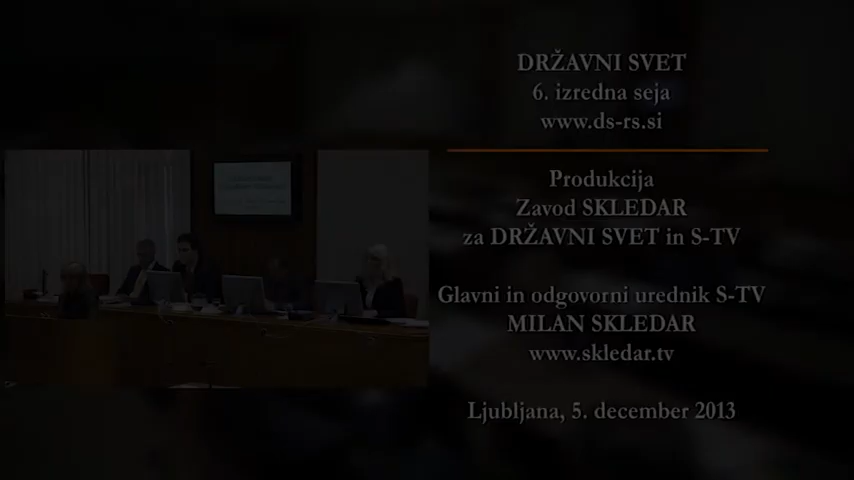 DRŽAVNI SVET
6. izredna seja
www.ds-rs.si
Produkcija
Zavod SKLEDAR
za DRŽAVNI SVET in S-TV
Glavni in odgovorni urednik S-TV
MILAN SKLEDAR
www.skledar.tv
Ljubljana, 5. december 2013